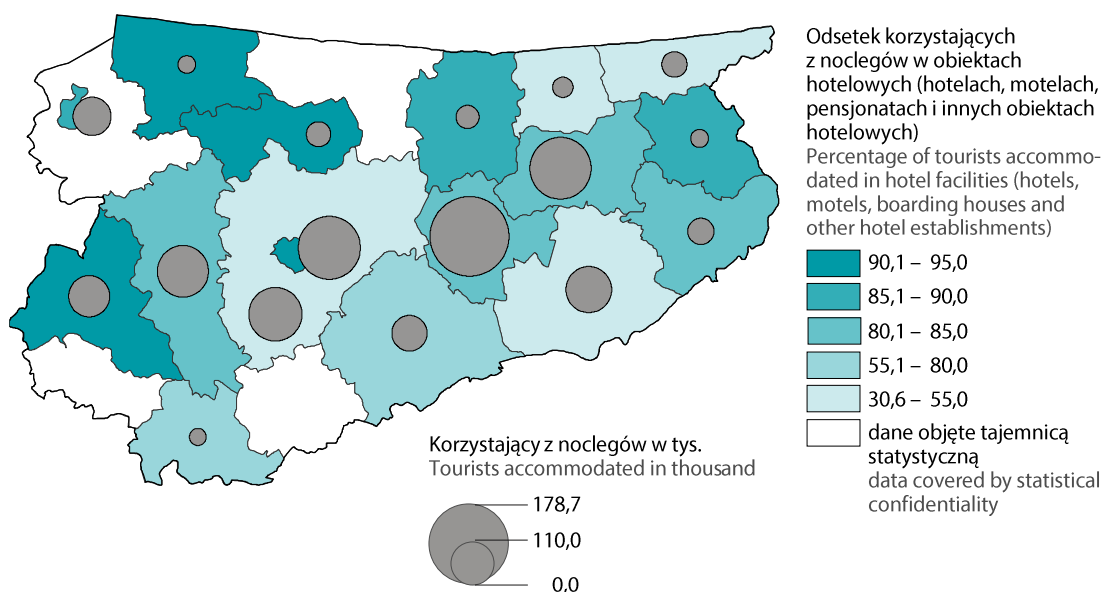 Odsetek korzystających
z noclegów w obiektach
hotelowych (hotelach, motelach,
pensjonatach i innych obiektach
hotelowych)
Percentage of tourists accommo-
dated in hotel facilities (hotels,
motels, boarding houses and
other hotel establishments)
90,1 – 95,0
85,1 – 90,0
80,1 – 85,0
55,1 – 80,0
30,6 – 55,0
dane objęte tajemnicą
statystyczną
data covered by statistical
confidentiality
Korzystający z noclegów w tys.
Tourists accommodated in thousand
178,7
110,0
0,0